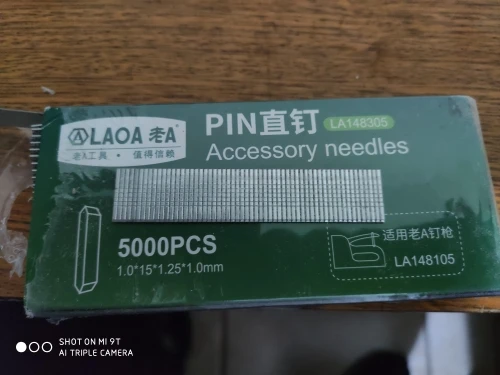 LAOA 老A®
老A工具 · 值得信赖
PIN直钉 LA148305
Accessory needles
5000PCS
1.0*15*1.25*1.0mm
适用老A钉枪
LA148105
SHOT ON MI 9T
AI TRIPLE CAMERA